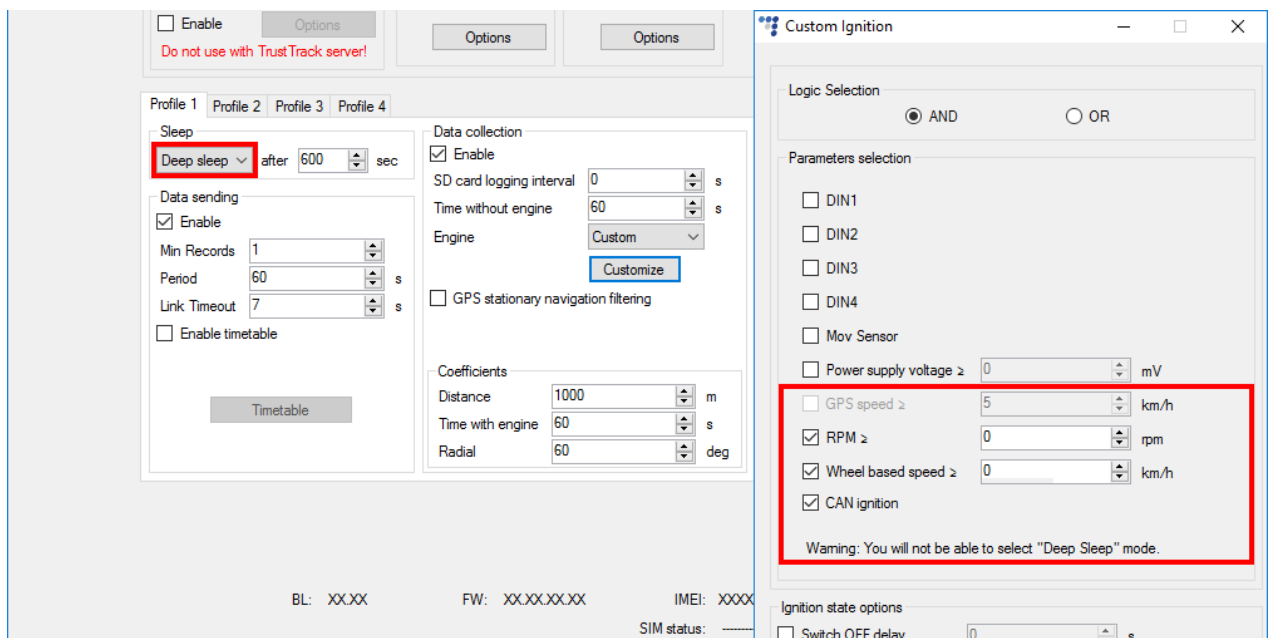 Enable
Options
Do not use with TrustTrack server!
Options
Options
Profile 1
Profile 2
Profile 3
Profile 4
Sleep
Deep sleep
after
600
sec
Data sending
Enable
Min Records
1
Period
60
s
Link Timeout
7
s
Enable timetable
Timetable
Data collection
Enable
SD card logging interval
0
s
Time without engine
60
s
Engine
Custom
Customize
GPS stationary navigation filtering
Coefficients
Distance
1000
m
Time with engine
60
s
Radial
60
deg
BL: XX.XX
FW: XX.XX.XX.XX
IMEI: XXXX
SIM status: --------
Custom Ignition
Logic Selection
AND
OR
Parameters selection
DIN1
DIN2
DIN3
DIN4
Mov Sensor
Power supply voltage ≥
0
mV
GPS speed ≥
5
km/h
RPM ≥
0
rpm
Wheel based speed ≥
0
km/h
CAN ignition
Warning: You will not be able to select "Deep Sleep" mode.
Ignition state options
Switch OFF delay
0
s